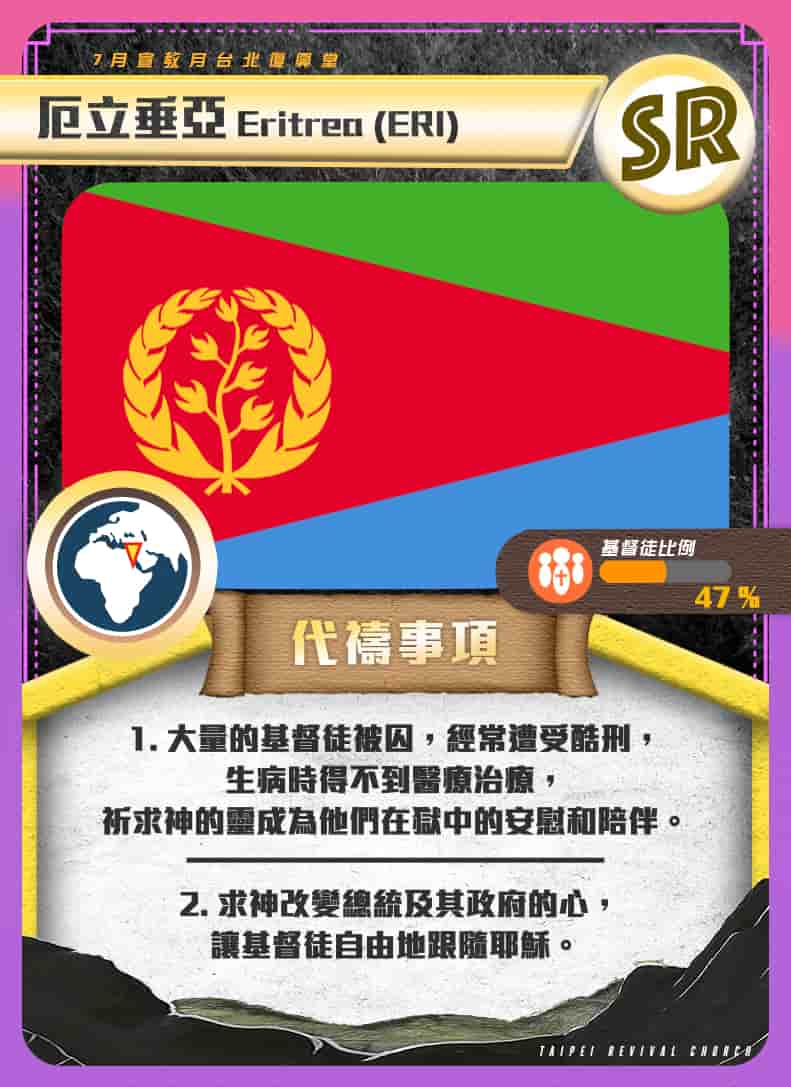 7月宣教月台北復興堂
厄立垂亞 Eritrea (ERI)
SR
基督徒比例
47 %
代禱事項
1. 大量的基督徒被囚，經常遭受酷刑，
生病時得不到醫療治療，
祈求神的靈成為他們在獄中的安慰和陪伴。
2. 求神改變總統及其政府的心，
讓基督徒自由地跟隨耶穌。
TAIPEI REVIVAL CHURCH